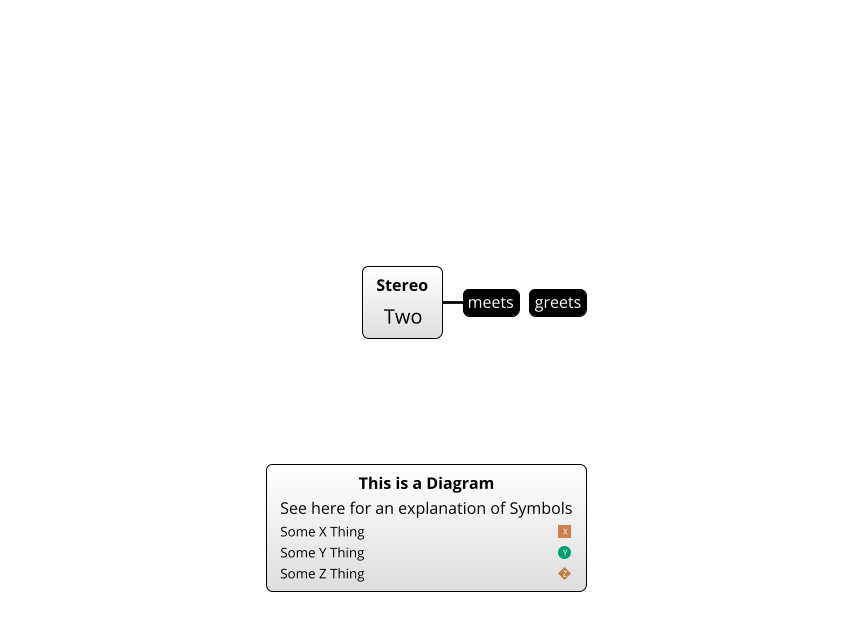 Stereo
Two
meets greets
This is a Diagram
See here for an explanation of Symbols
Some X Thing X
Some Y Thing Y
Some Z Thing Z